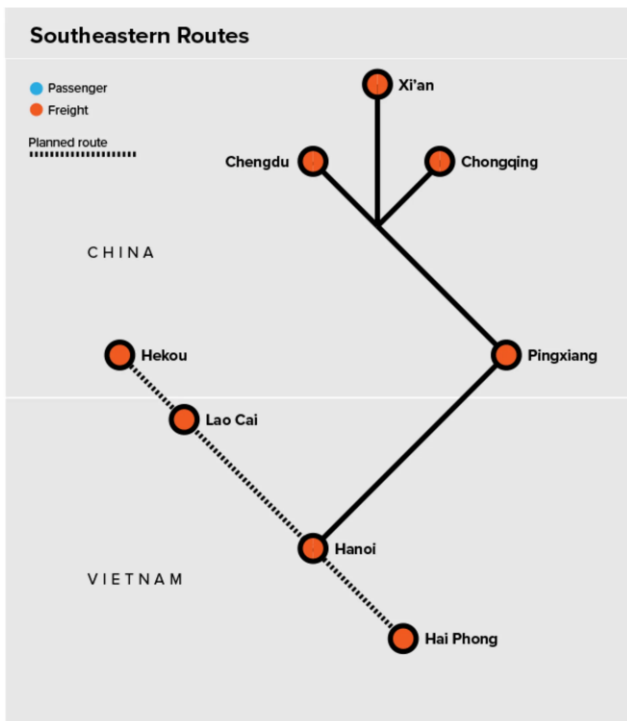 Southeastern Routes
Passenger
Freight
Planned route
Xi’an
Chengdu
Chongqing
CHINA
Hekou
Pingxiang
Lao Cai
Hanoi
VIETNAM
Hai Phong